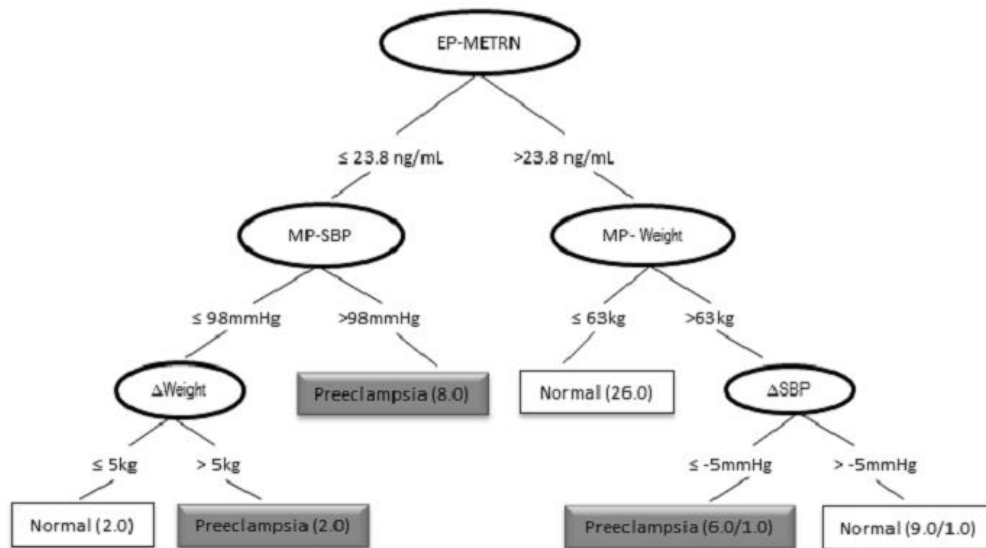 EP-METRN
≤ 23.8 ng/mL
>23.8 ng/mL
MP-SBP
MP- Weight
≤ 98mmHg
>98mmHg
≤ 63kg
>63kg
ΔWeight
Preeclampsia (8.0)
Normal (26.0)
ΔSBP
≤ 5kg
> 5kg
≤ -5mmHg
> -5mmHg
Normal (2.0)
Preeclampsia (2.0)
Preeclampsia (6.0/1.0)
Normal (9.0/1.0)